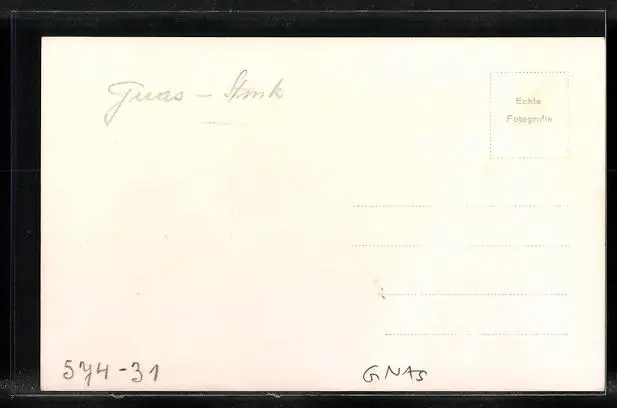 Gnas - Stmk
Echte
Fotografie
574-31
GNAS